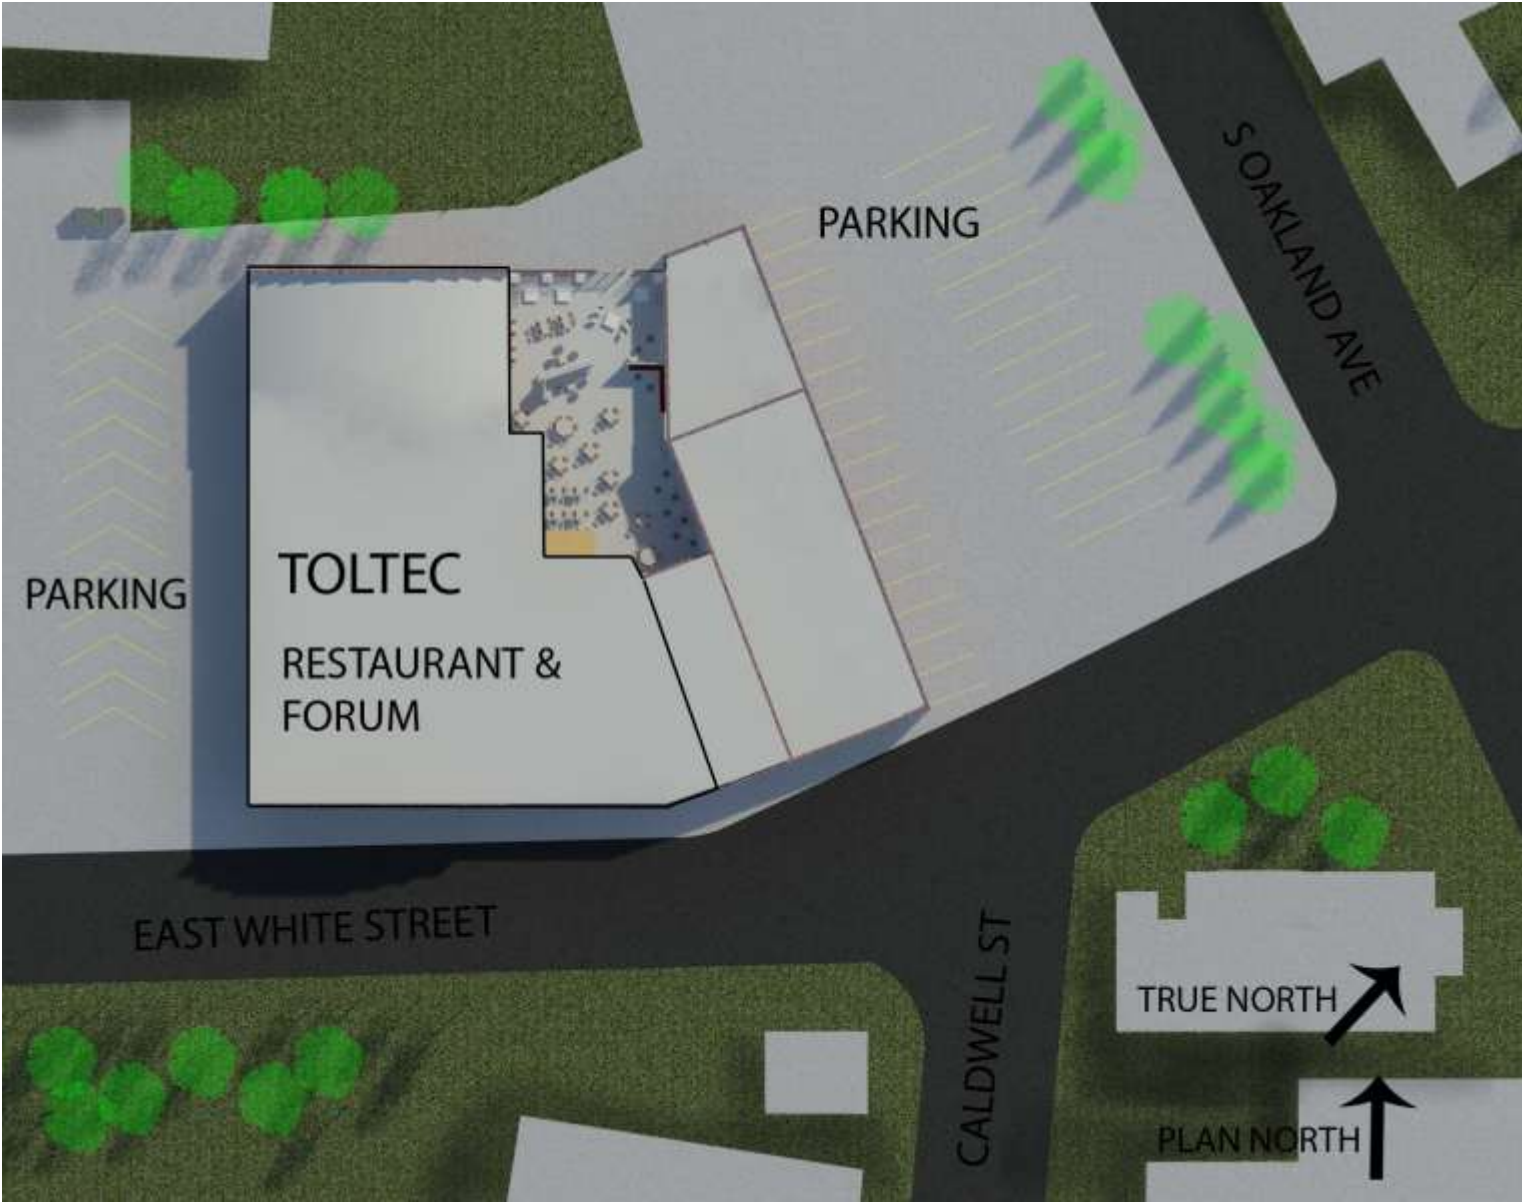 S OAKLAND AVE
PARKING
TOLTEC
PARKING
RESTAURANT &
FORUM
EAST WHITE STREET
CALDWELL ST
TRUE NORTH
PLAN NORTH